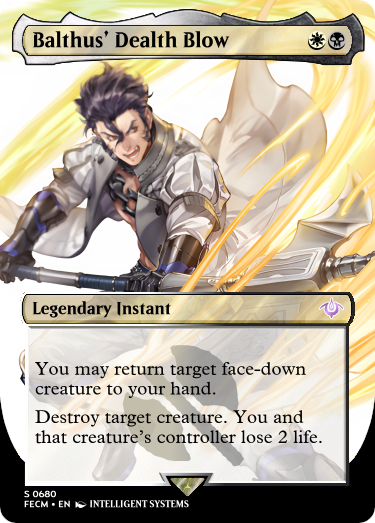 Balthus' Dealth Blow
Legendary Instant
You may return target face-down
creature to your hand.
Destroy target creature. You and
that creature's controller lose 2 life.
S 0680
FECM • EN INTELLIGENT SYSTEMS